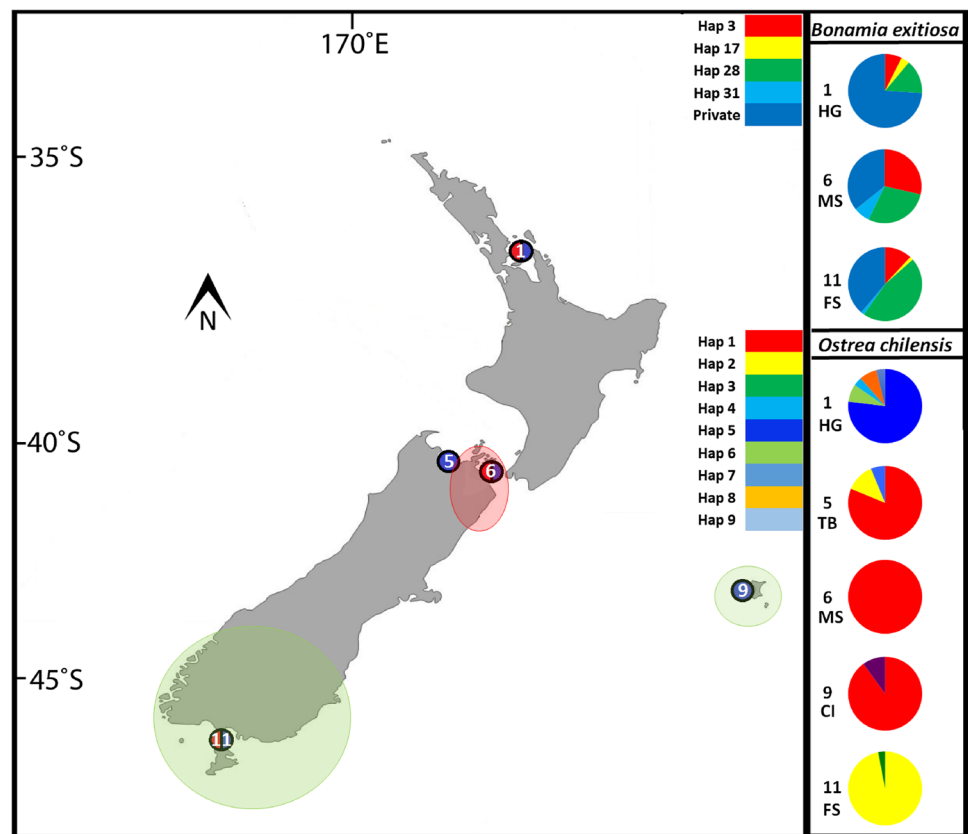 170°E
35°S
40°S
45°S
N
1
5
6
9
11
Hap 3
Hap 17
Hap 28
Hap 31
Private
Hap 1
Hap 2
Hap 3
Hap 4
Hap 5
Hap 6
Hap 7
Hap 8
Hap 9
Bonamia exitiosa
1
HG
6
MS
11
FS
Ostrea chilensis
1
HG
5
TB
6
MS
9
CI
11
FS